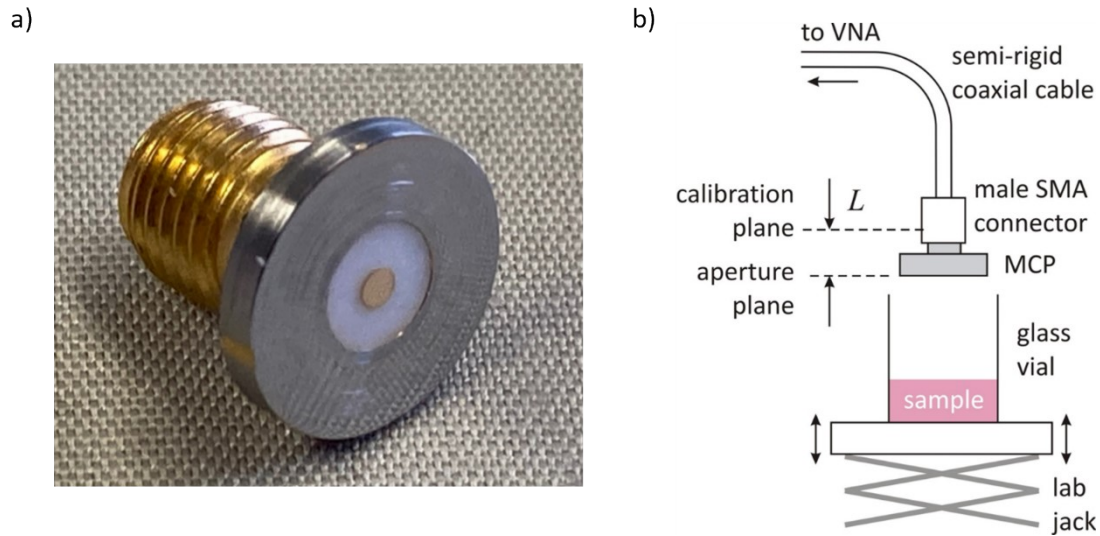 a)
b)
to VNA
semi-rigid
coaxial cable
calibration
plane
L
male SMA
connector
aperture
plane
MCP
glass
vial
sample
lab
jack